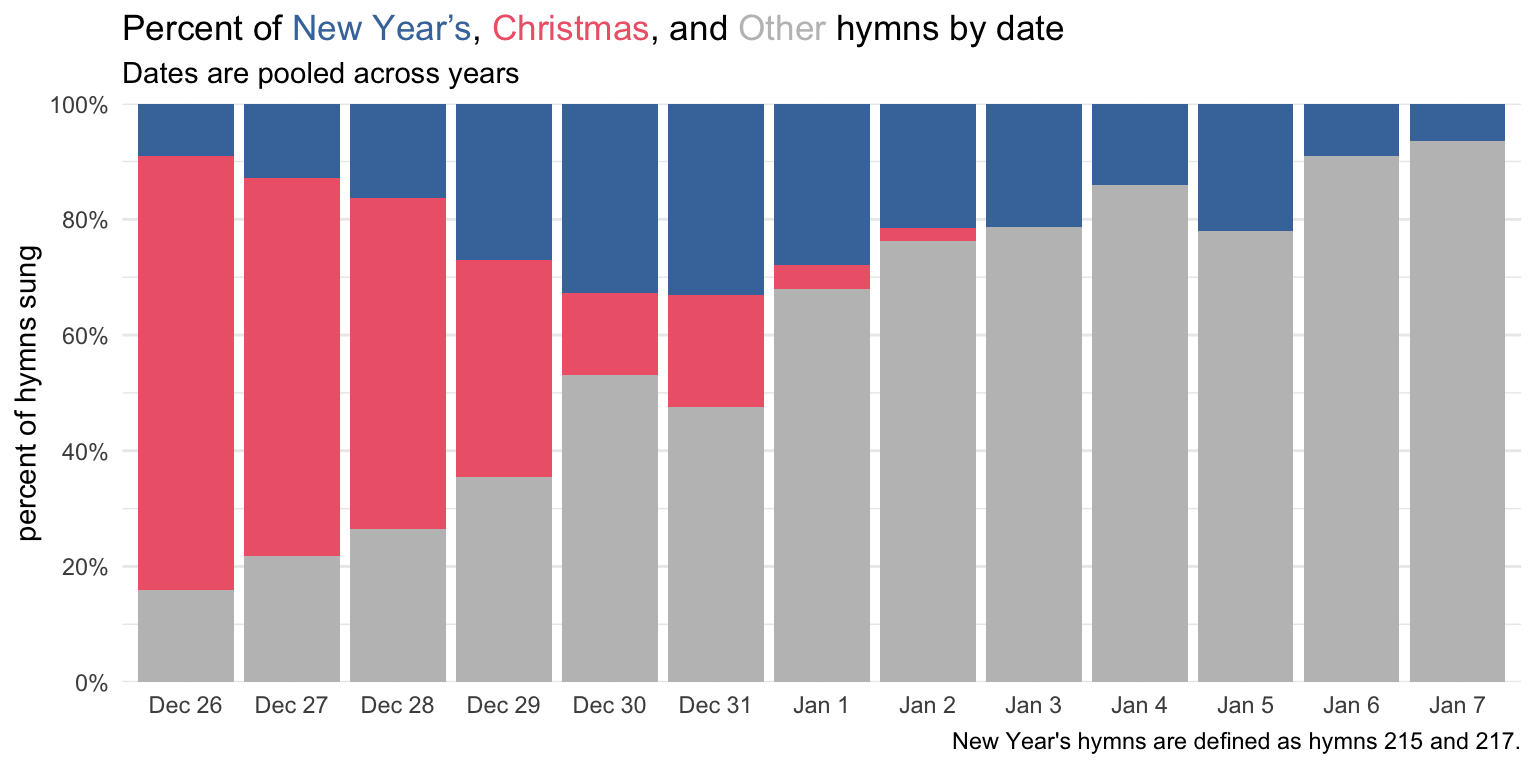 Percent of New Year’s, Christmas, and Other hymns by date
Dates are pooled across years
percent of hymns sung
100%
80%
60%
40%
20%
0%
Dec 26 Dec 27 Dec 28 Dec 29 Dec 30 Dec 31 Jan 1 Jan 2 Jan 3 Jan 4 Jan 5 Jan 6 Jan 7
New Year's hymns are defined as hymns 215 and 217.